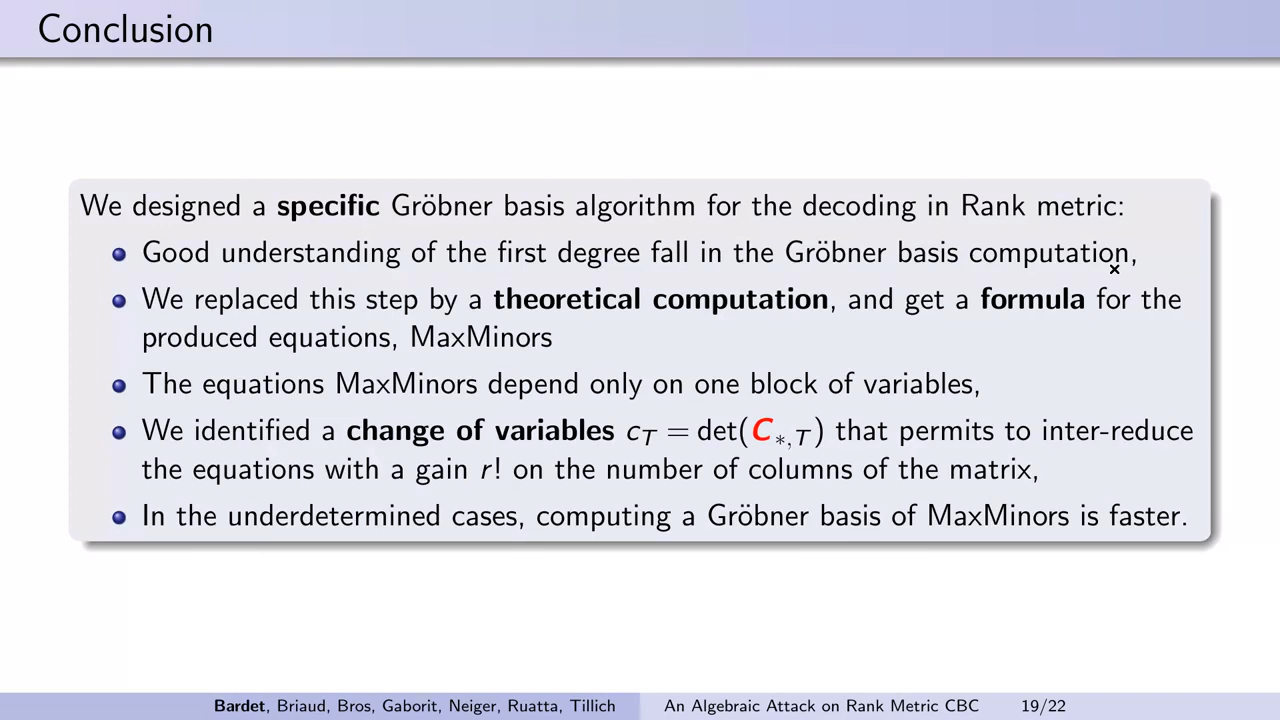 Conclusion
We designed a specific Gröbner basis algorithm for the decoding in Rank metric:
Good understanding of the first degree fall in the Gröbner basis computation,
We replaced this step by a theoretical computation, and get a formula for the
produced equations, MaxMinors
The equations MaxMinors depend only on one block of variables,
We identified a change of variables c_T = det(C_{*,T}) that permits to inter-reduce
the equations with a gain r! on the number of columns of the matrix,
In the underdetermined cases, computing a Gröbner basis of MaxMinors is faster.
Bardet, Briaud, Bros, Gaborit, Neiger, Ruatta, Tillich An Algebraic Attack on Rank Metric CBC 19/22